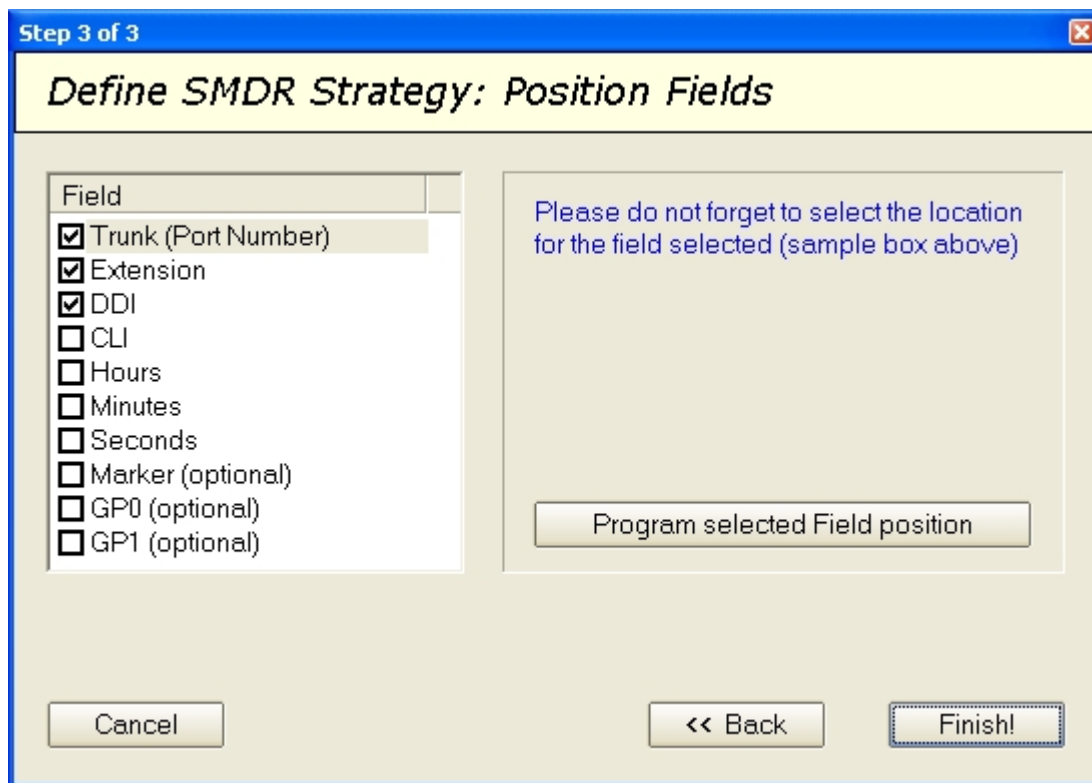 Step 3 of 3
Define SMDR Strategy: Position Fields
Field
Trunk (Port Number)
Extension
DDI
CLI
Hours
Minutes
Seconds
Marker (optional)
GP0 (optional)
GP1 (optional)
Please do not forget to select the location
for the field selected (sample box above)
Program selected Field position
Cancel
<< Back
Finish!